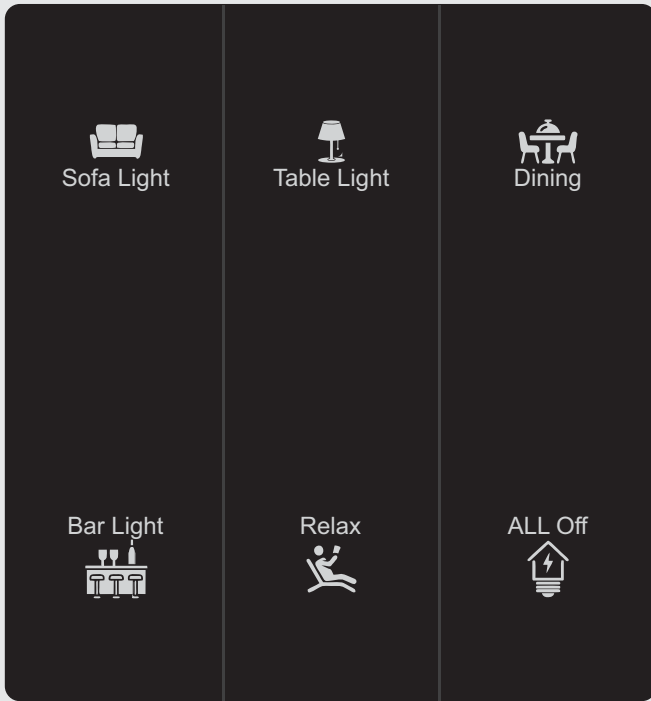 Sofa Light
Table Light
Dining
Bar Light
Relax
ALL Off